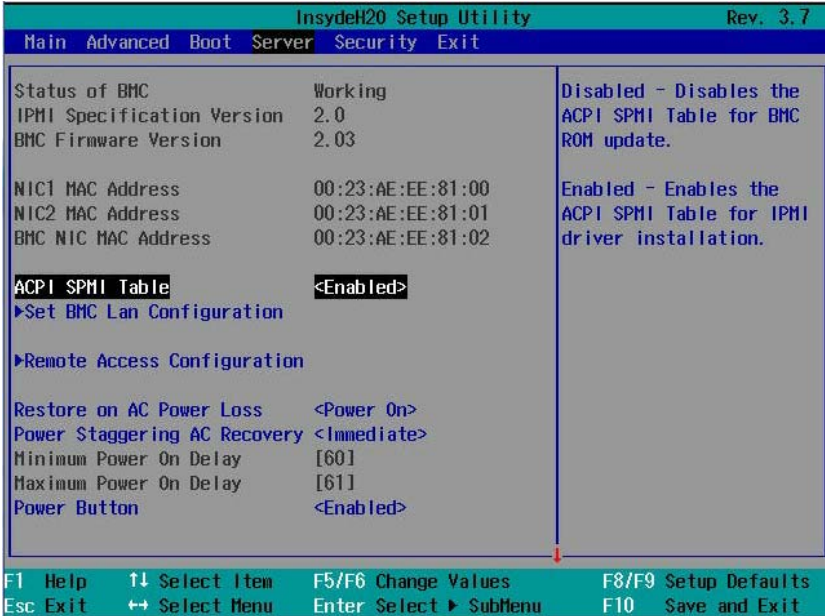 InsydeH20 Setup Utility Rev. 3.7
Main Advanced Boot Server Security Exit
Status of BMC Working
IPMI Specification Version 2.0
BMC Firmware Version 2.03
NIC1 MAC Address 00:23:AE:EE:81:00
NIC2 MAC Address 00:23:AE:EE:81:01
BMC NIC MAC Address 00:23:AE:EE:81:02
ACPI SPMI Table <Enabled>
▶Set BMC Lan Configuration
▶Remote Access Configuration
Restore on AC Power Loss <Power On>
Power Staggering AC Recovery <Immediate>
Minimum Power On Delay [60]
Maximum Power On Delay [61]
Power Button <Enabled>
Disabled - Disables the
ACPI SPMI Table for BMC
ROM update.
Enabled - Enables the
ACPI SPMI Table for IPMI
driver installation.
F1 Help ↑↓ Select Item F5/F6 Change Values F8/F9 Setup Defaults
Esc Exit ↔ Select Menu Enter Select ▶ SubMenu F10 Save and Exit